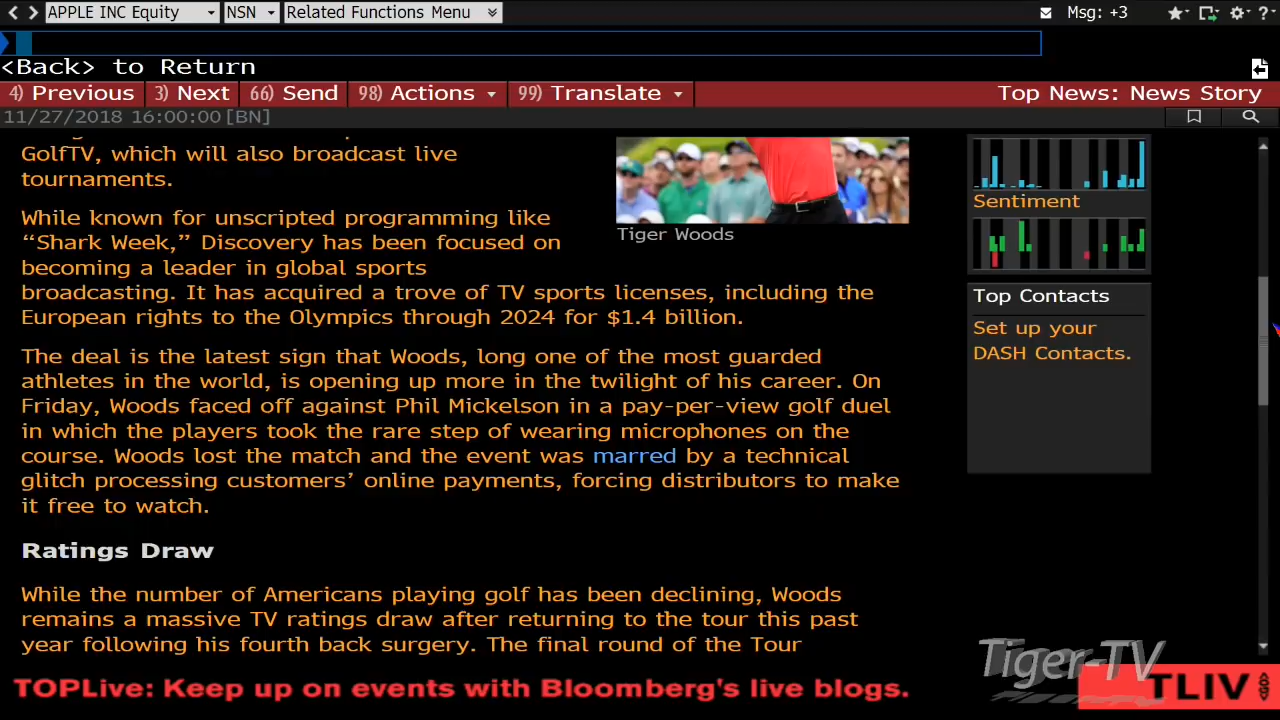 APPLE INC Equity NSN Related Functions Menu Msg: +3 ?
<Back> to Return
4) Previous 3) Next 66) Send 98) Actions 99) Translate Top News: News Story
11/27/2018 16:00:00 [BN]
GolfTV, which will also broadcast live
tournaments.
While known for unscripted programming like
“Shark Week,” Discovery has been focused on
becoming a leader in global sports
broadcasting. It has acquired a trove of TV sports licenses, including the
European rights to the Olympics through 2024 for $1.4 billion.
The deal is the latest sign that Woods, long one of the most guarded
athletes in the world, is opening up more in the twilight of his career. On
Friday, Woods faced off against Phil Mickelson in a pay-per-view golf duel
in which the players took the rare step of wearing microphones on the
course. Woods lost the match and the event was marred by a technical
glitch processing customers’ online payments, forcing distributors to make
it free to watch.
Ratings Draw
While the number of Americans playing golf has been declining, Woods
remains a massive TV ratings draw after returning to the tour this past
year following his fourth back surgery. The final round of the Tour
Tiger Woods
Sentiment
Top Contacts
Set up your
DASH Contacts.
Tiger-TV
TOPLive: Keep up on events with Bloomberg's live blogs.
TLIV